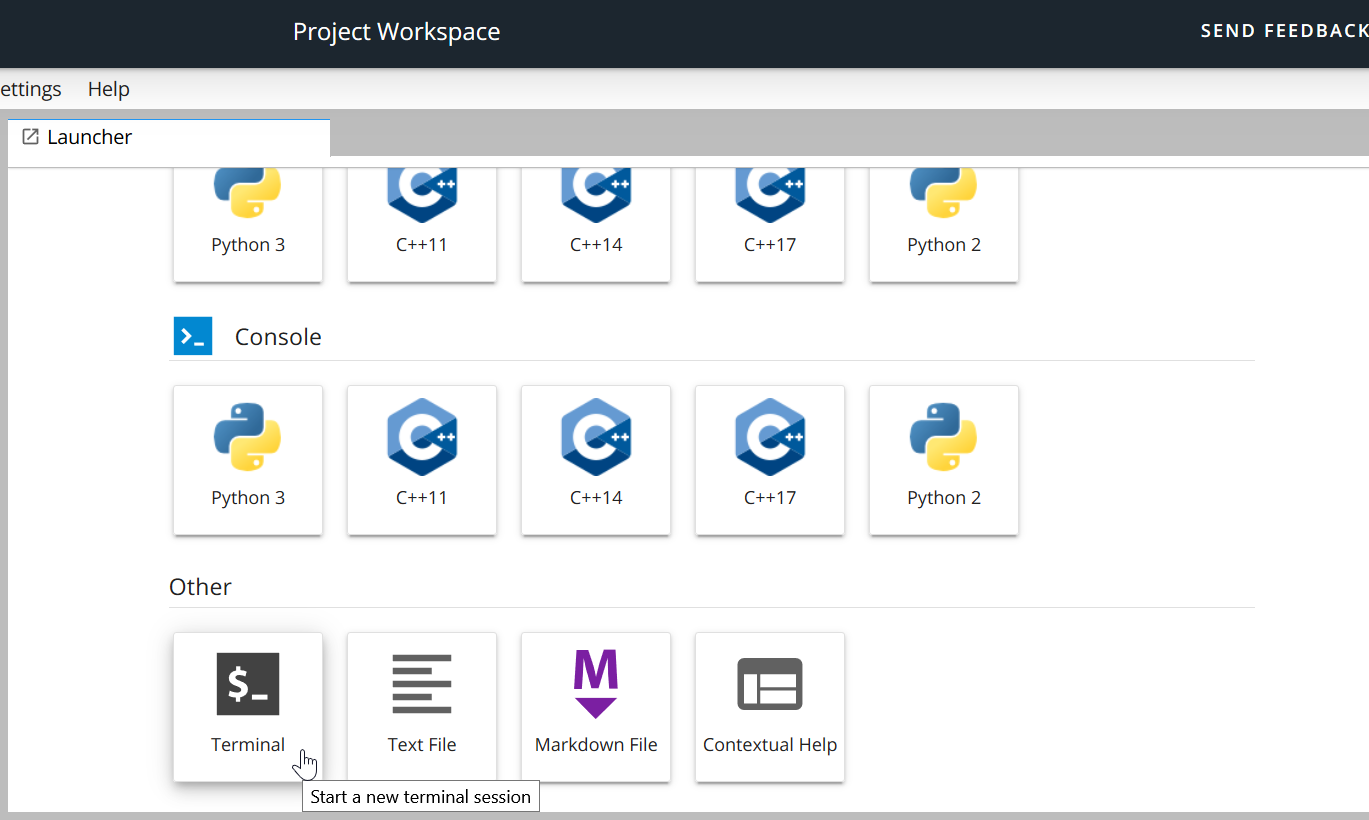 Project Workspace
SEND FEEDBACK
ettings Help
Launcher
Python 3 C++11 C++14 C++17 Python 2
Console
Python 3 C++11 C++14 C++17 Python 2
Other
Terminal Text File Markdown File Contextual Help
Start a new terminal session